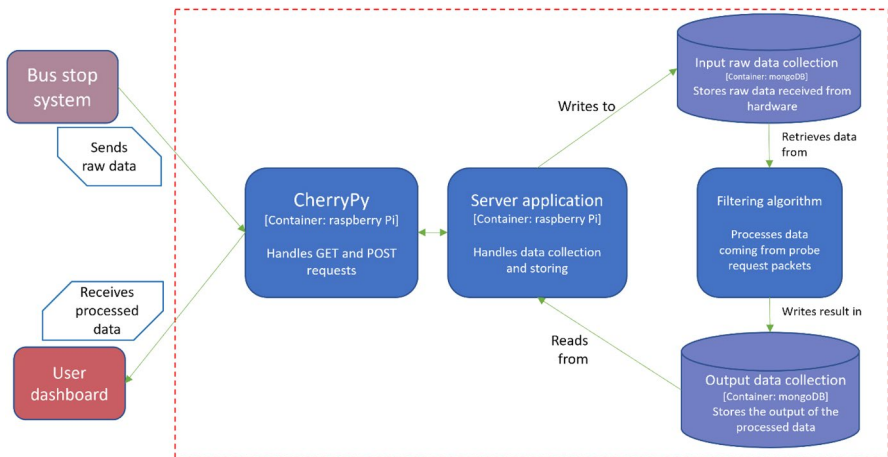 Bus stop
system
Sends
raw data
Receives
processed
data
User
dashboard
CherryPy
[Container: raspberry Pi]
Handles GET and POST
requests
Server application
[Container: raspberry Pi]
Handles data collection
and storing
Writes to
Reads
from
Input raw data collection
[Container: mongoDB]
Stores raw data received from
hardware
Retrieves data
from
Filtering algorithm
Processes data
coming from probe
request packets
Writes result in
Output data collection
[Container: mongoDB]
Stores the output of the
processed data